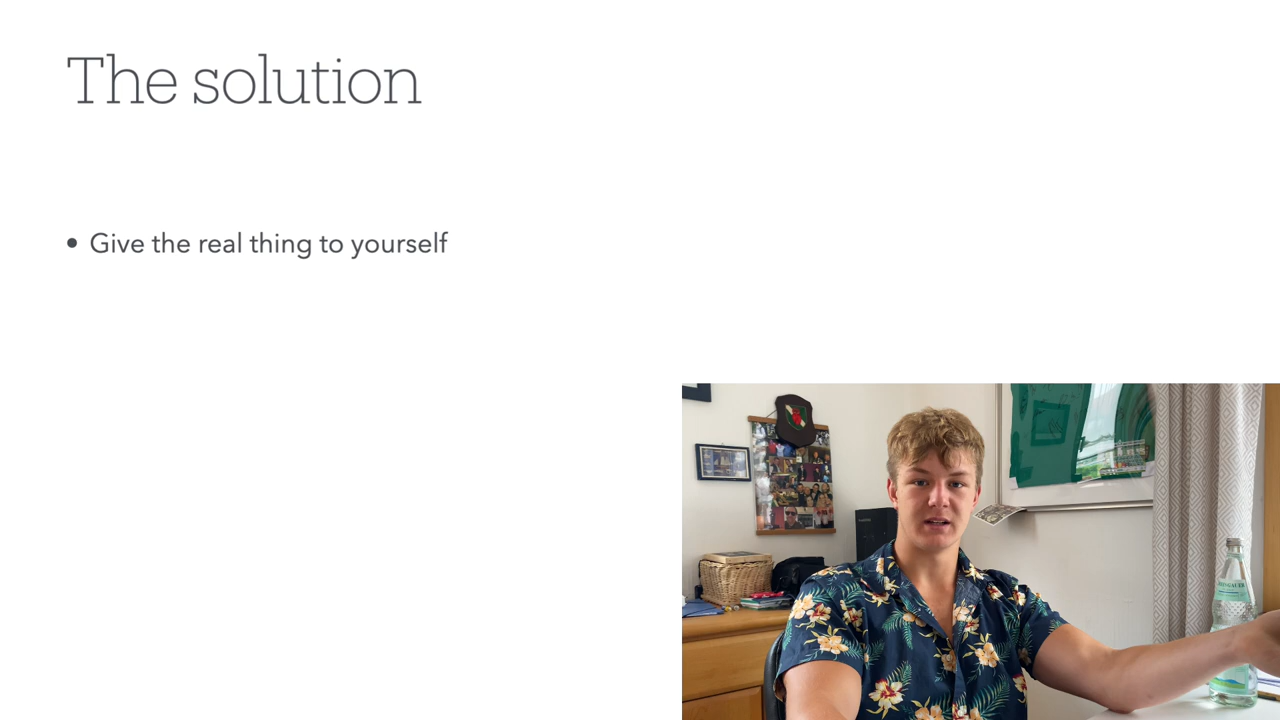 The solution
• Give the real thing to yourself